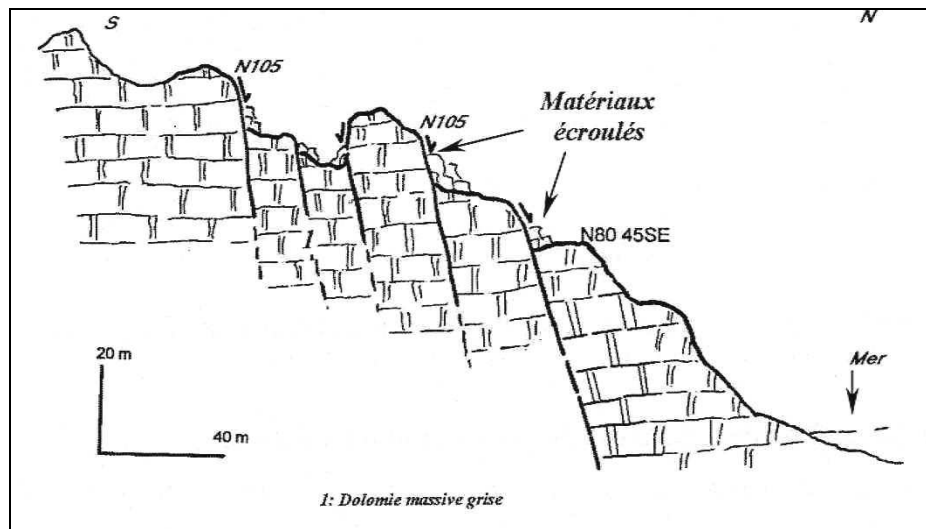 S
N
N105
N105
Matériaux
écroulés
N80 45SE
1
20 m
40 m
Mer
1: Dolomie massive grise